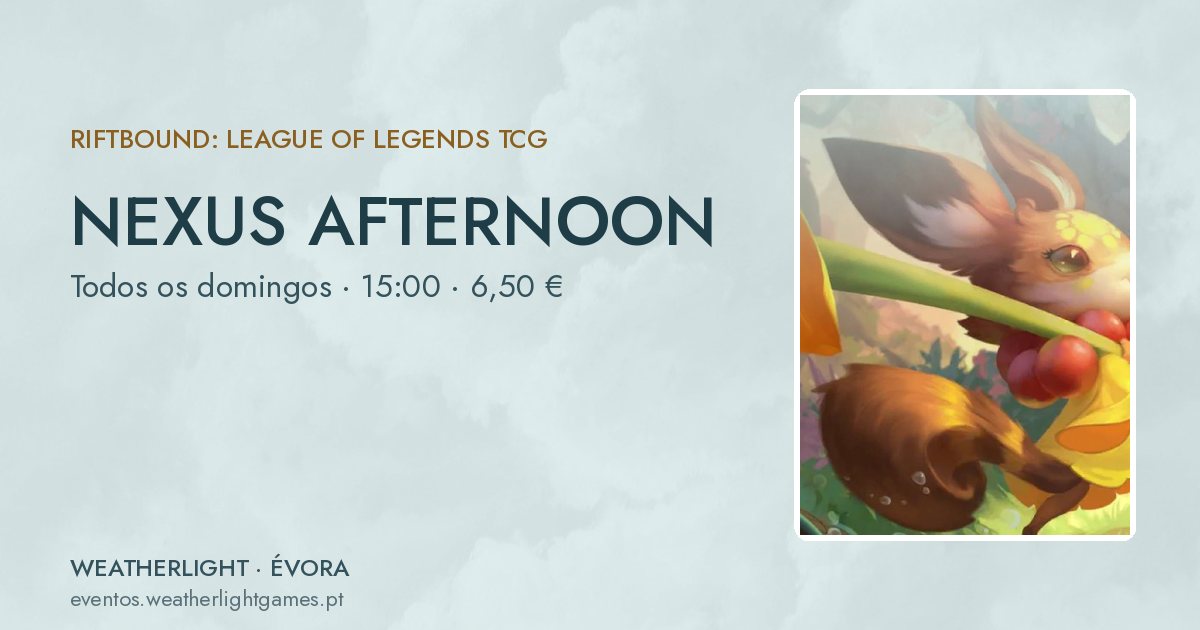 RIFTBOUND: LEAGUE OF LEGENDS TCG
NEXUS AFTERNOON
Todos os domingos · 15:00 · 6,50 €
WEATHERLIGHT · ÉVORA
eventos.weatherlightgames.pt